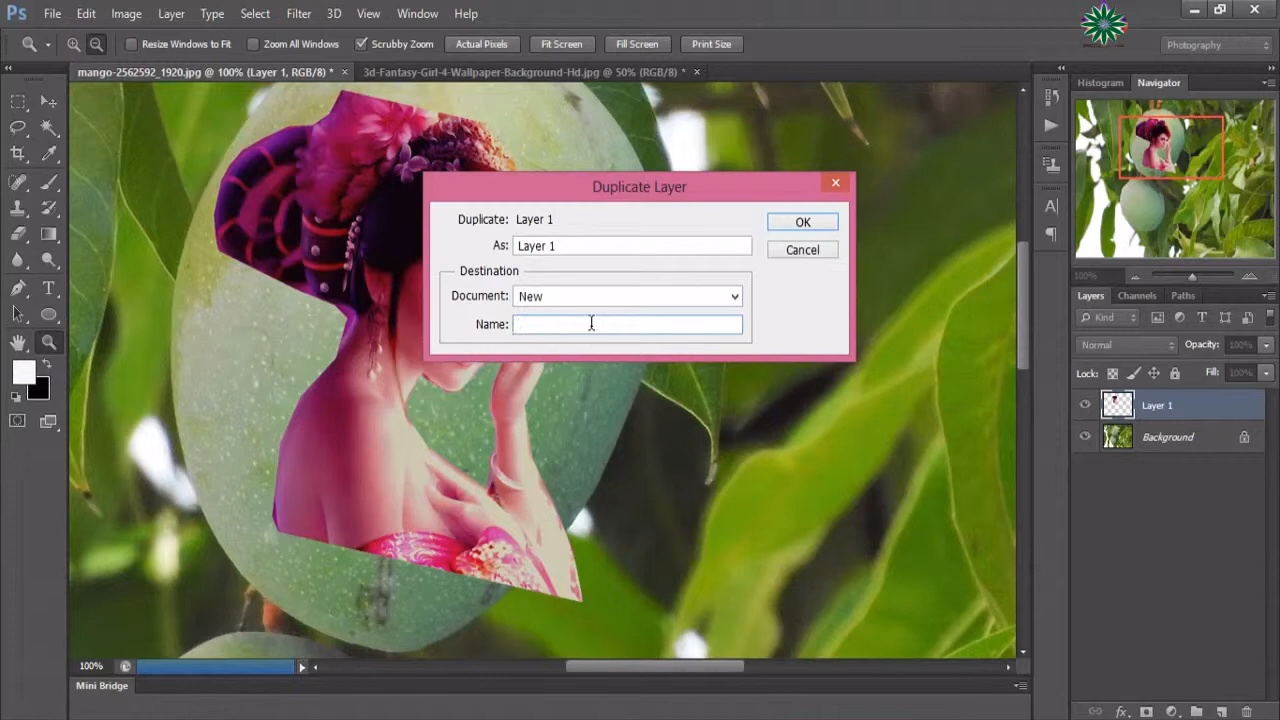 Ps File Edit Image Layer Type Select Filter 3D View Window Help
Resize Windows to Fit Zoom All Windows Scrubby Zoom Actual Pixels Fit Screen Fill Screen Print Size Photography
mango-2562592_1920.jpg @ 100% (Layer 1, RGB/8) * × 3d-Fantasy-Girl-4-Wallpaper-Background-Hd.jpg @ 50% (RGB/8) * ×
Histogram Navigator
Duplicate Layer
Duplicate: Layer 1 OK
As: Layer 1 Cancel
Destination
Document: New
Name:
100%
Layers Channels Paths
Kind
Normal Opacity: 100%
Lock: Fill: 100%
Layer 1
Background
100%
Mini Bridge
fx